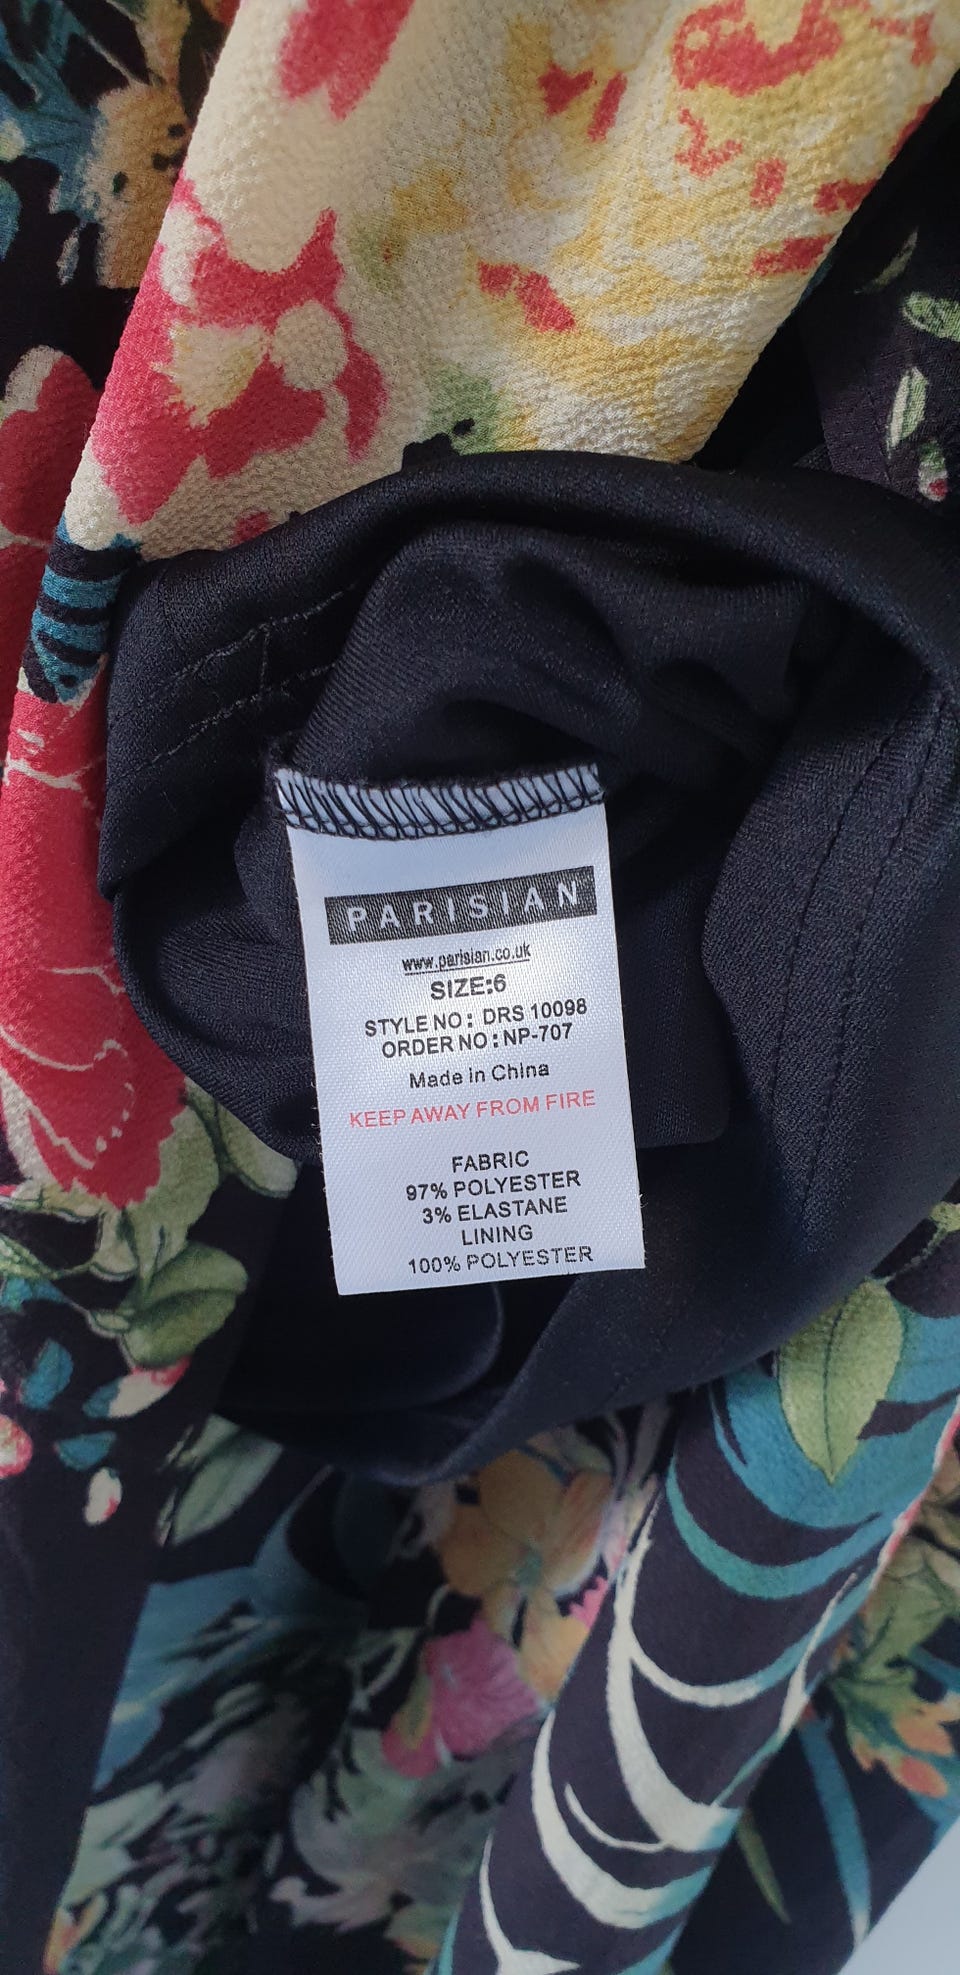 PARISIAN
www.parisian.co.uk
SIZE:6
STYLE NO: DRS 10098
ORDER NO:NP-707
Made in China
KEEP AWAY FROM FIRE
FABRIC
97% POLYESTER
3% ELASTANE
LINING
100% POLYESTER